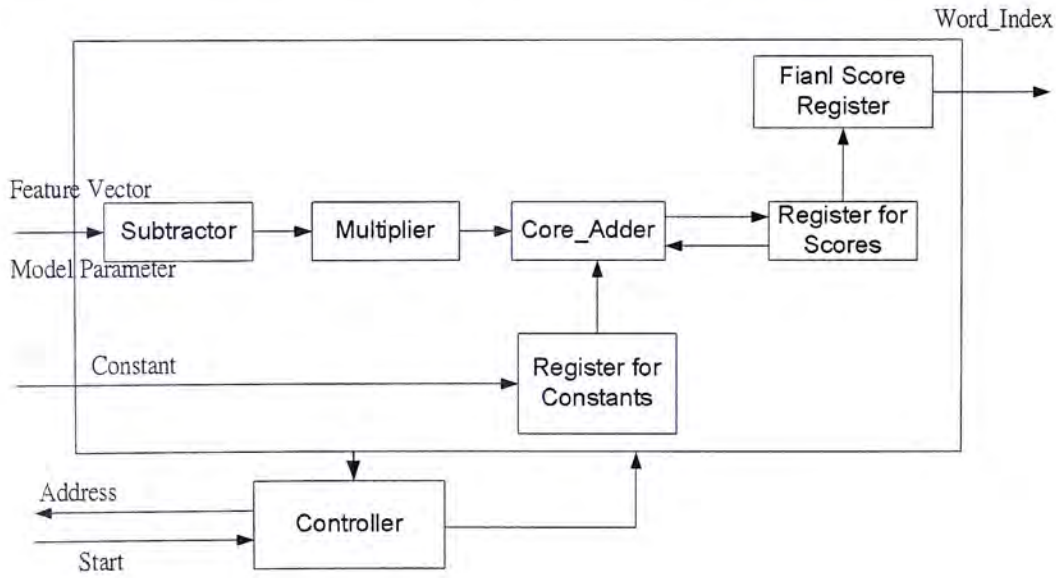 Word_Index
Fianl Score
Register
Feature Vector
Subtractor
Multiplier
Core_Adder
Register for
Scores
Model Parameter
Constant
Register for
Constants
Address
Controller
Start